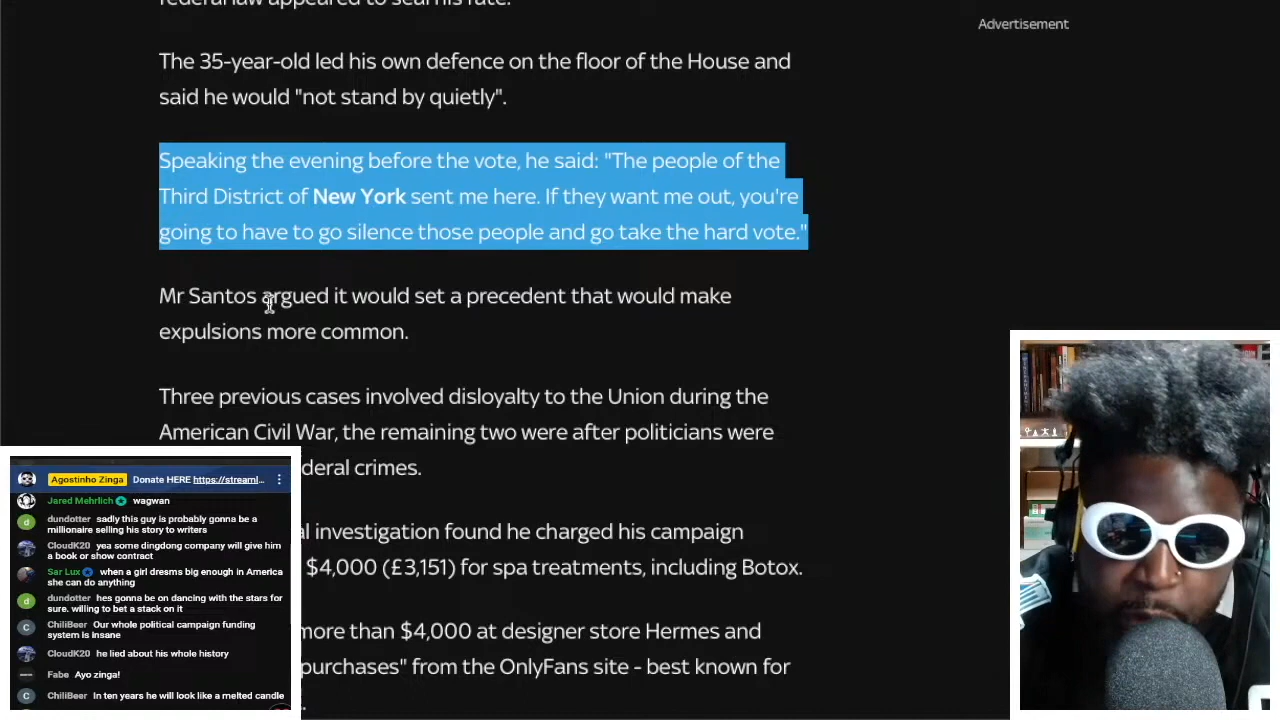 federal law appeared to seal his fate.
Advertisement
The 35-year-old led his own defence on the floor of the House and
said he would "not stand by quietly".
Speaking the evening before the vote, he said: "The people of the
Third District of New York sent me here. If they want me out, you're
going to have to go silence those people and go take the hard vote."
Mr Santos argued it would set a precedent that would make
expulsions more common.
Three previous cases involved disloyalty to the Union during the
American Civil War, the remaining two were after politicians were
deral crimes.
al investigation found he charged his campaign
$4,000 (£3,151) for spa treatments, including Botox.
more than $4,000 at designer store Hermes and
purchases" from the OnlyFans site - best known for
Agostinho Zinga Donate HERE https://streaml...
Jared Mehrlich wagwan
dundotter sadly this guy is probably gonna be a
millionaire selling his story to writers
CloudK20 yea some dingdong company will give him
a book or show contract
Sar Lux when a girl dresms big enough in America
she can do anything
dundotter hes gonna be on dancing with the stars for
sure. willing to bet a stack on it
ChiliBeer Our whole political campaign funding
system is insane
CloudK20 he lied about his whole history
Fabe Ayo zinga!
ChiliBeer In ten years he will look like a melted candle